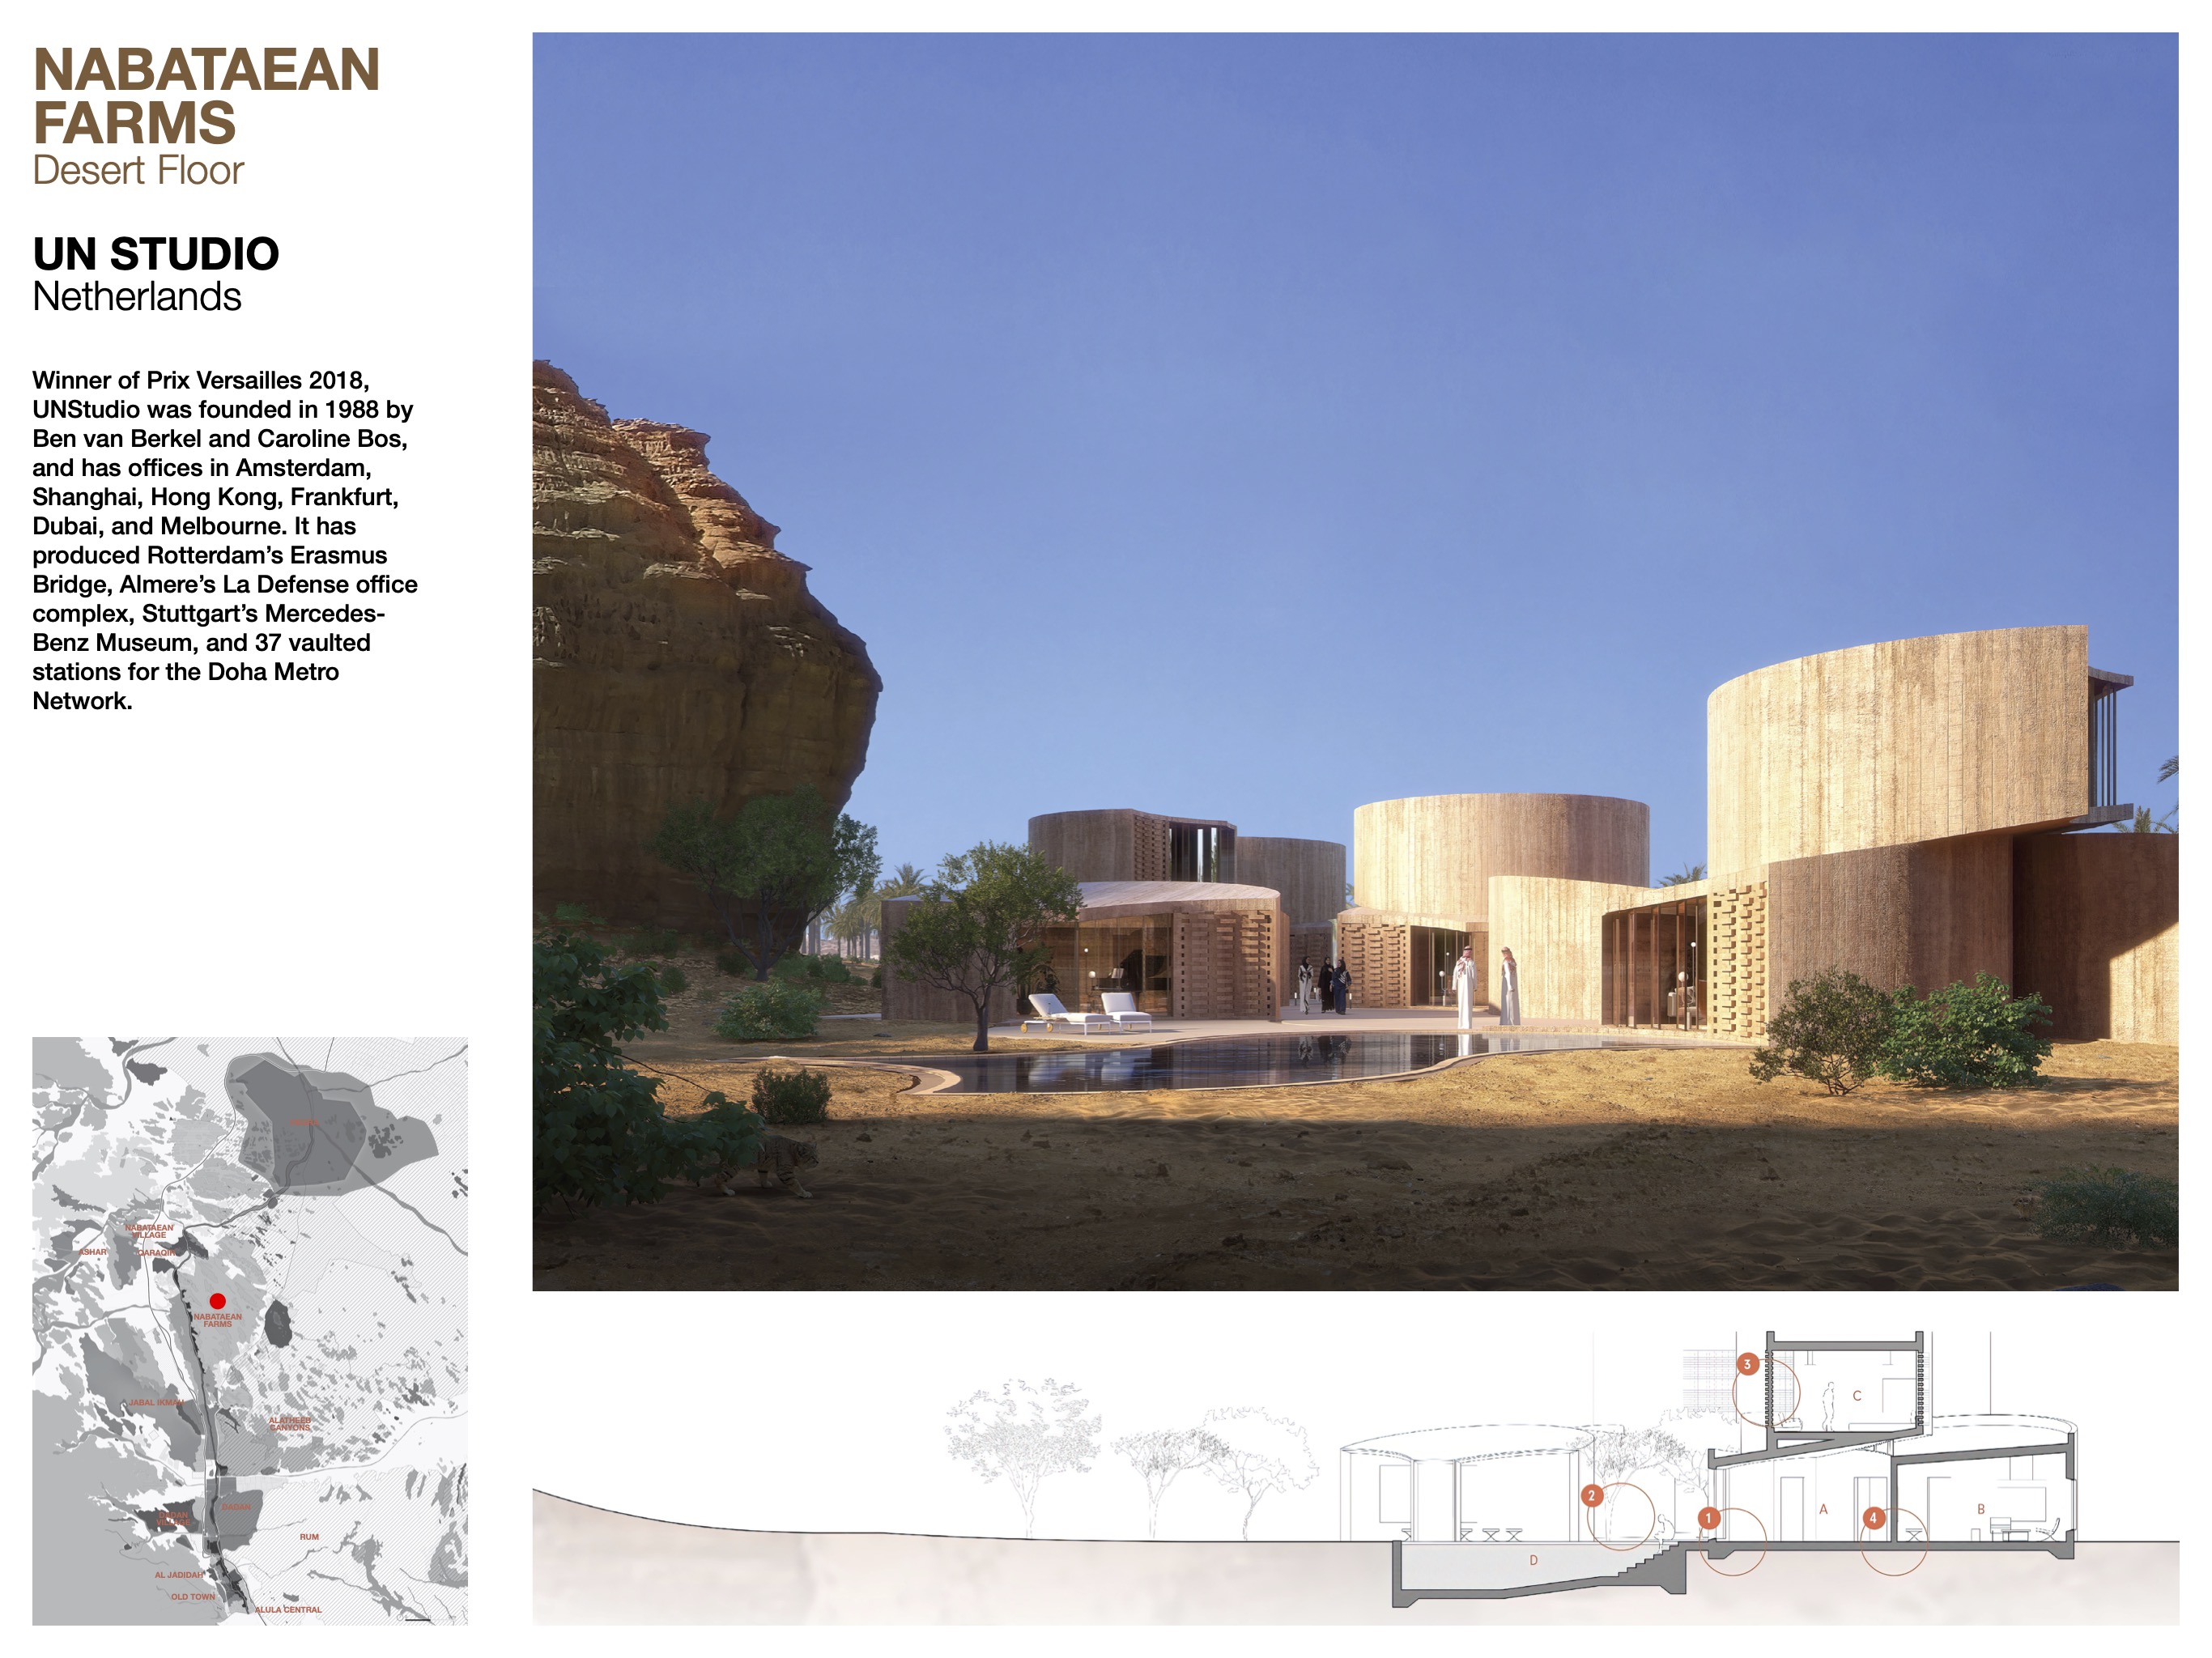 NABATAEAN
FARMS
Desert Floor
UN STUDIO
Netherlands
Winner of Prix Versailles 2018,
UNStudio was founded in 1988 by
Ben van Berkel and Caroline Bos,
and has offices in Amsterdam,
Shanghai, Hong Kong, Frankfurt,
Dubai, and Melbourne. It has
produced Rotterdam’s Erasmus
Bridge, Almere’s La Defense office
complex, Stuttgart’s Mercedes-
Benz Museum, and 37 vaulted
stations for the Doha Metro
Network.
NABATAEAN
VILLAGE
ASHAR
QARAQIR
NABATAEAN
FARMS
JABAL IKMAH
ALATHEEB
CANYONS
DADAN
DADAN
VILLAGE
RUM
AL JADIDAH
OLD TOWN
ALULA CENTRAL
3
C
2
1
A
4
B
D